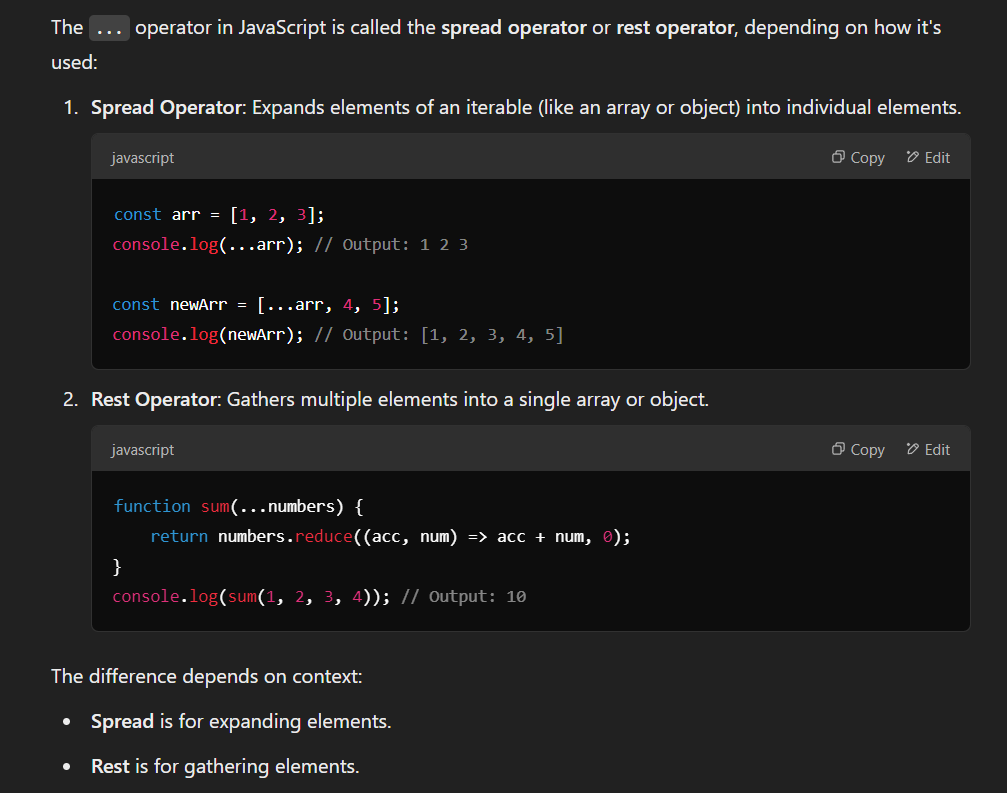 The ... operator in JavaScript is called the spread operator or rest operator, depending on how it's
used:
1. Spread Operator: Expands elements of an iterable (like an array or object) into individual elements.
javascript Copy Edit
const arr = [1, 2, 3];
console.log(...arr); // Output: 1 2 3
const newArr = [...arr, 4, 5];
console.log(newArr); // Output: [1, 2, 3, 4, 5]
2. Rest Operator: Gathers multiple elements into a single array or object.
javascript Copy Edit
function sum(...numbers) {
    return numbers.reduce((acc, num) => acc + num, 0);
}
console.log(sum(1, 2, 3, 4)); // Output: 10
The difference depends on context:
• Spread is for expanding elements.
• Rest is for gathering elements.